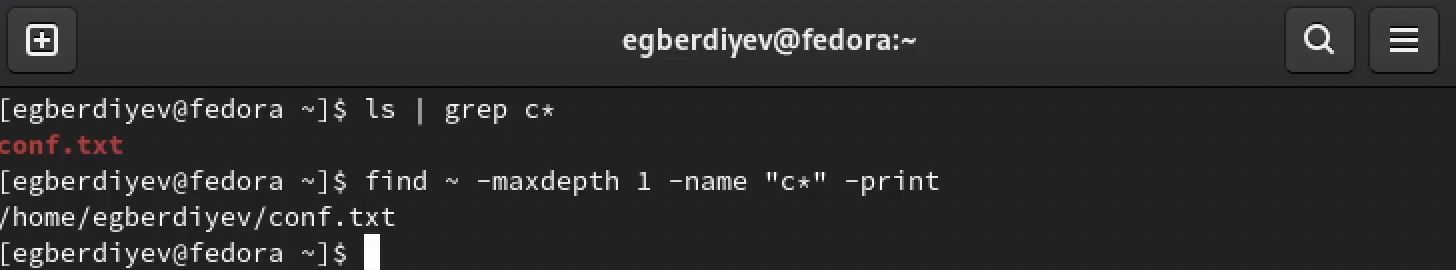 egberdiyev@fedora:~
[egberdiyev@fedora ~]$ ls | grep c*
conf.txt
[egberdiyev@fedora ~]$ find ~ -maxdepth 1 -name "c*" -print
/home/egberdiyev/conf.txt
[egberdiyev@fedora ~]$